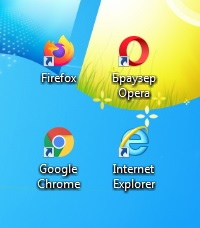 Firefox
Браузер
Opera
Google
Chrome
Internet
Explorer